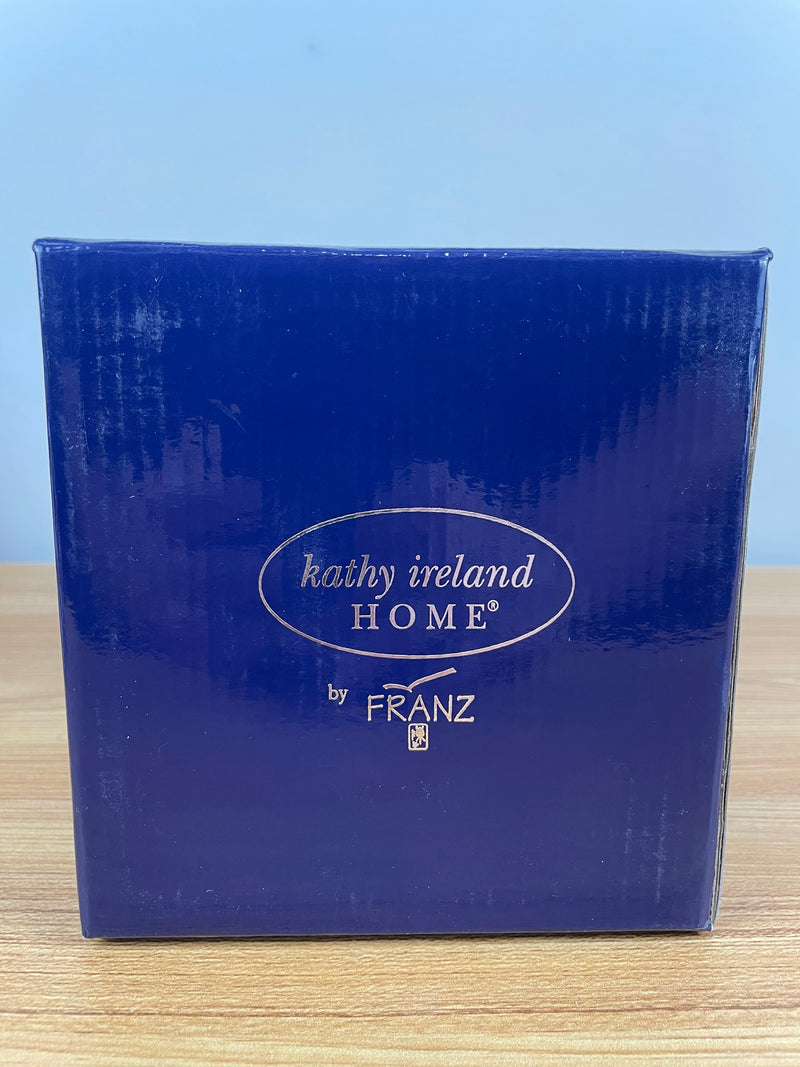 kathy ireland
HOME®
by FRANZ